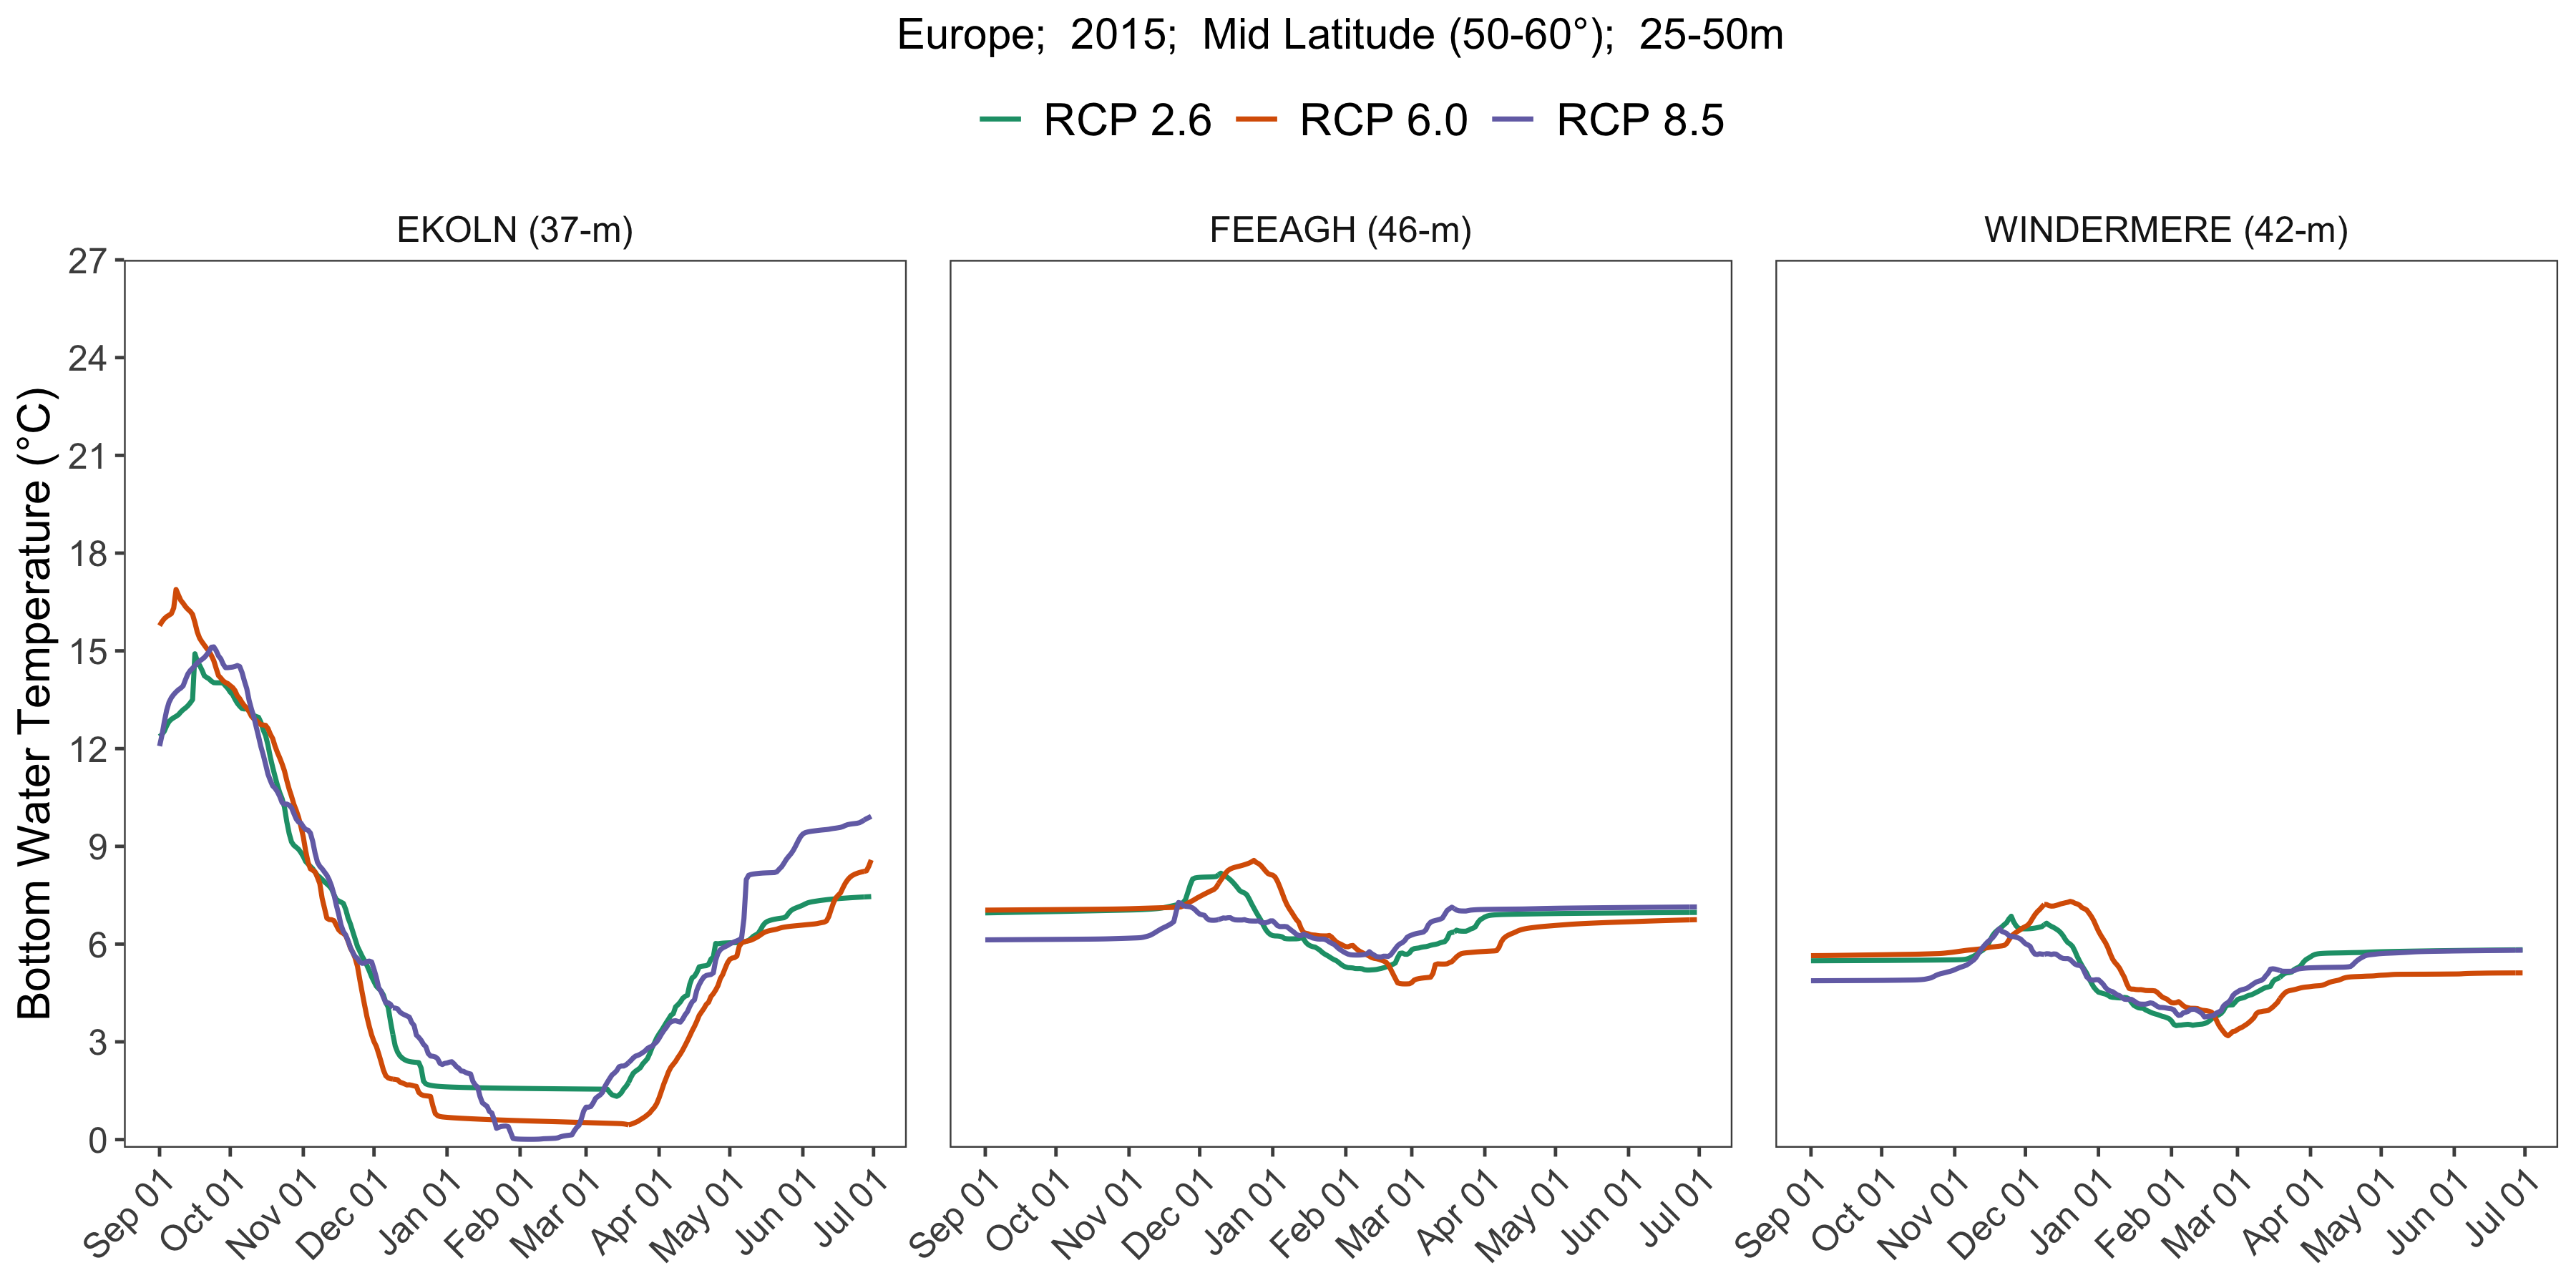 Europe;  2015;  Mid Latitude (50-60°);  25-50m
RCP 2.6 RCP 6.0 RCP 8.5
EKOLN (37-m)
FEEAGH (46-m)
WINDERMERE (42-m)
Bottom Water Temperature (°C)
27
24
21
18
15
12
9
6
3
0
Sep 01 Oct 01 Nov 01 Dec 01 Jan 01 Feb 01 Mar 01 Apr 01 May 01 Jun 01 Jul 01
Sep 01 Oct 01 Nov 01 Dec 01 Jan 01 Feb 01 Mar 01 Apr 01 May 01 Jun 01 Jul 01
Sep 01 Oct 01 Nov 01 Dec 01 Jan 01 Feb 01 Mar 01 Apr 01 May 01 Jun 01 Jul 01